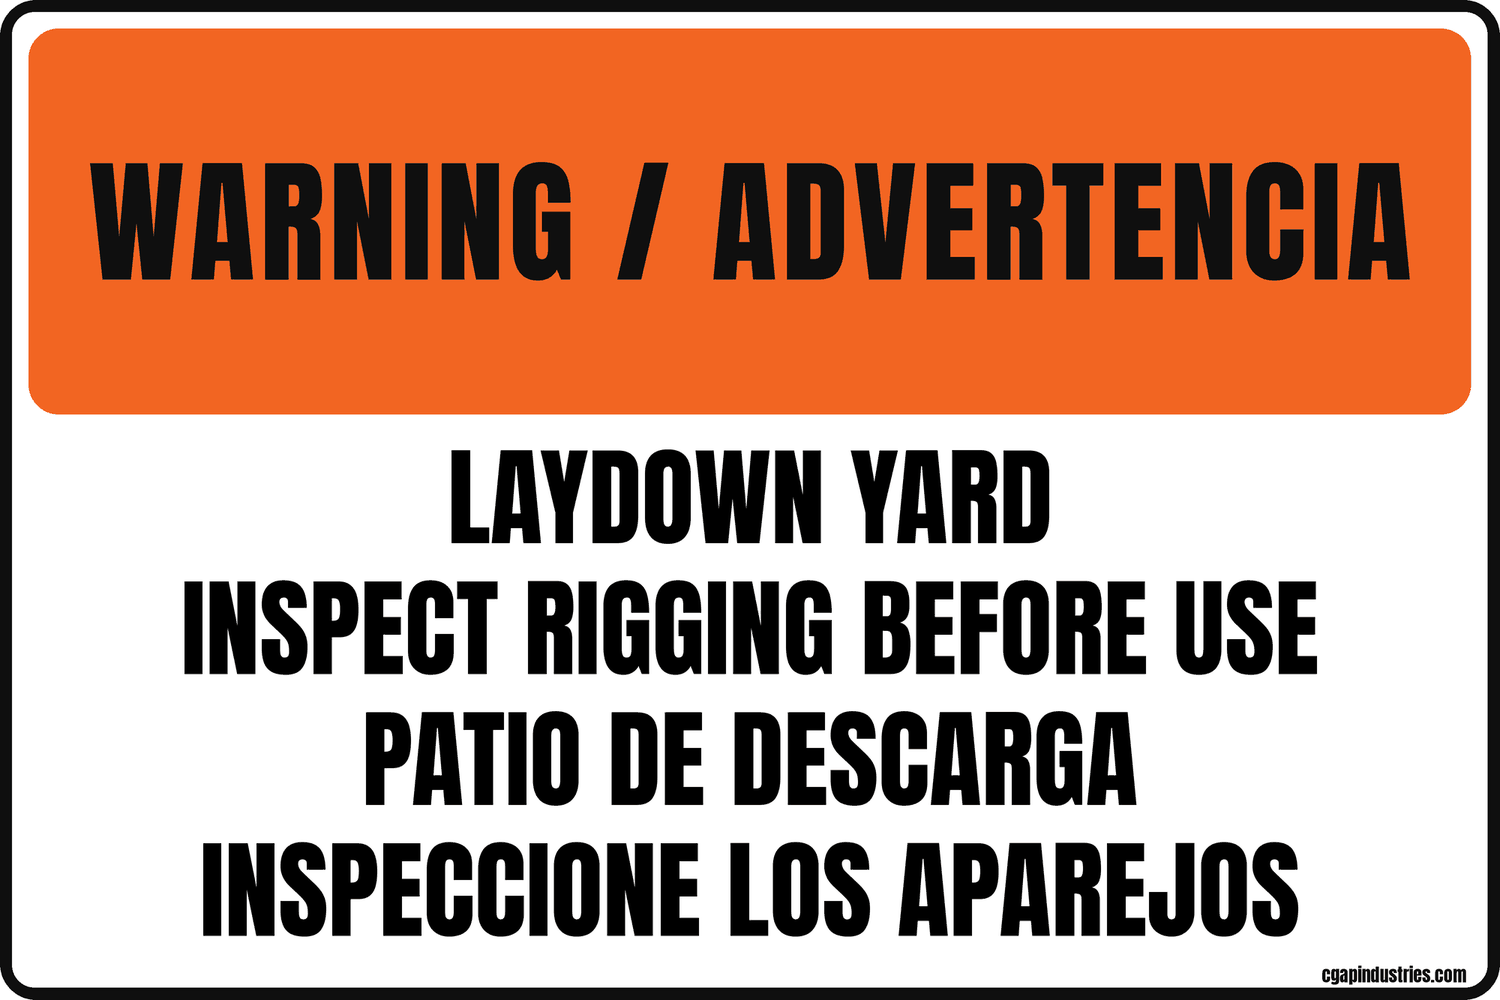 WARNING / ADVERTENCIA
LAYDOWN YARD
INSPECT RIGGING BEFORE USE
PATIO DE DESCARGA
INSPECCIONE LOS APAREJOS
cgapindustries.com